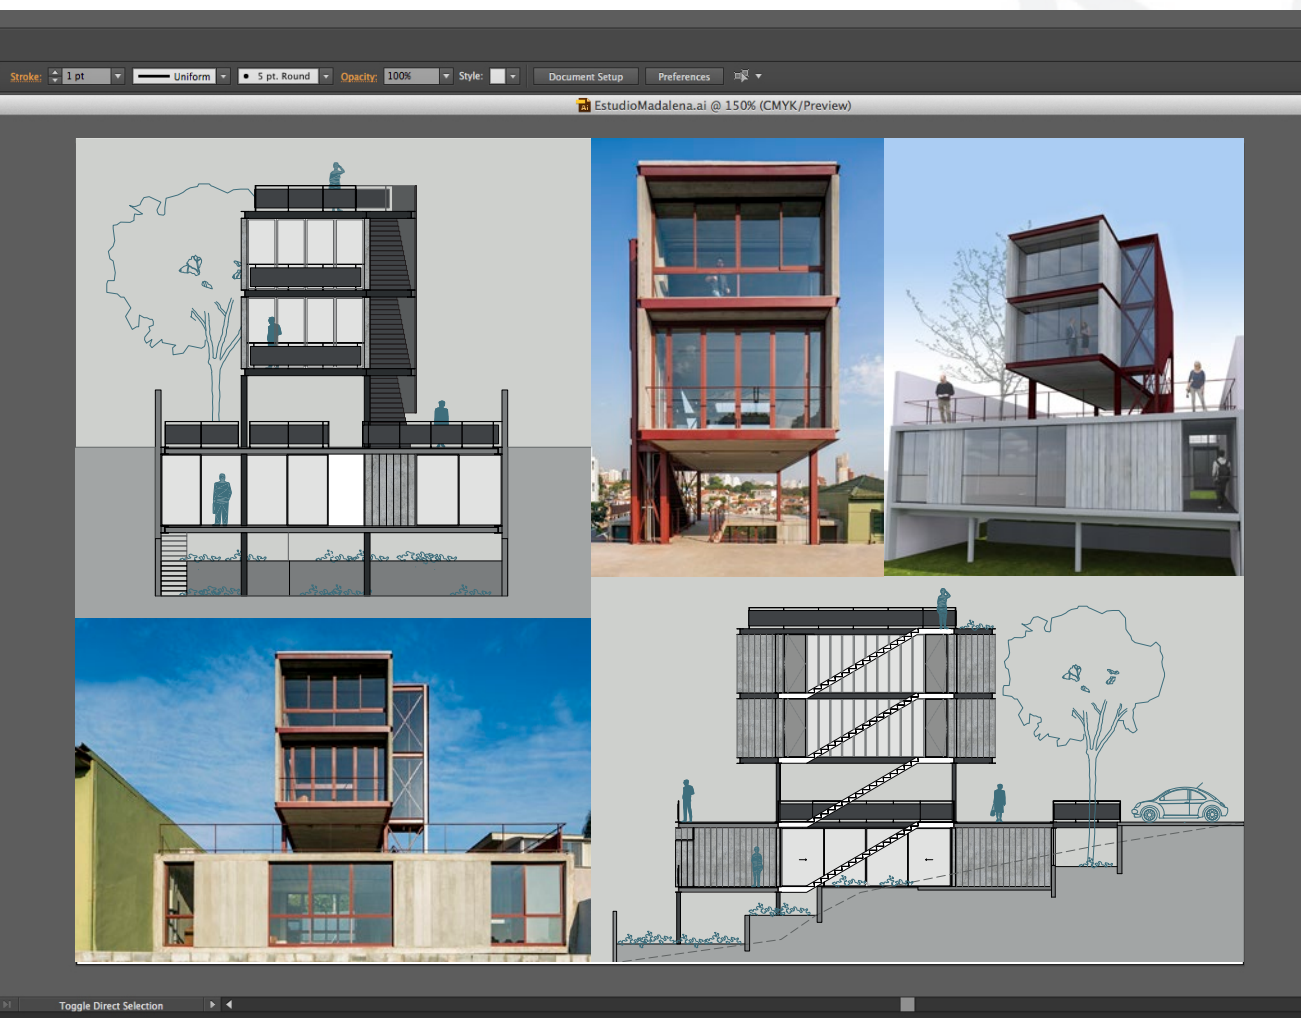 Stroke: 1 pt Uniform 5 pt. Round Opacity: 100% Style: Document Setup Preferences
Ai EstudioMadalena.ai @ 150% (CMYK/Preview)
Toggle Direct Selection